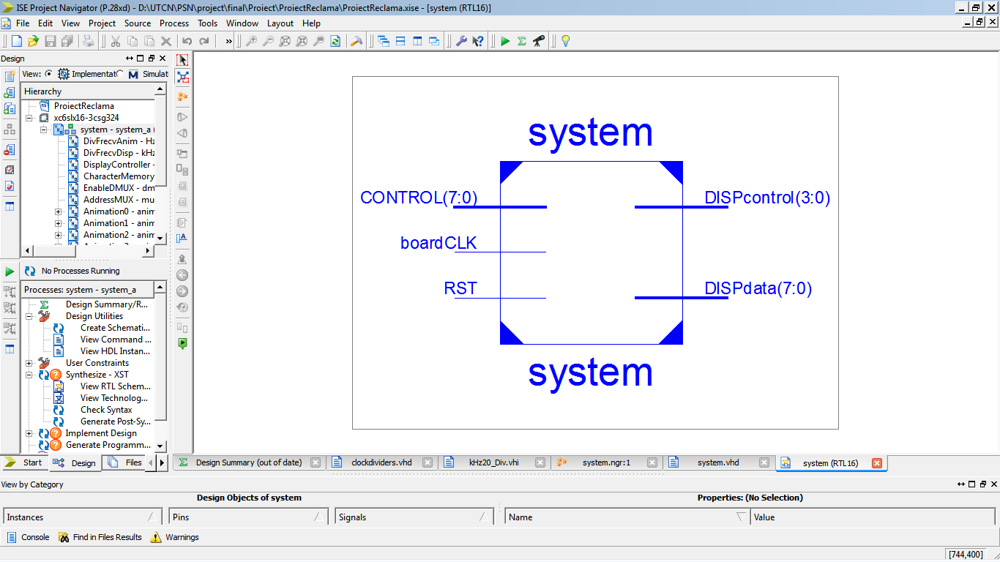 ISE Project Navigator (P.28xd) - D:\UTCN\PSN\project\final\Proiect\ProiectReclama\ProiectReclama.xise - [system (RTL16)]
File Edit View Project Source Process Tools Window Layout Help
Design
View: Implementat Simulat
Hierarchy
ProiectReclama
xc6slx16-3csg324
system - system_a (
DivFrecvAnim - Hz
DivFrecvDisp - kHz
DisplayController -
CharacterMemory
EnableDMUX - dm
AddressMUX - mu
Animation0 - anim
Animation1 - anim
Animation2 - anim
No Processes Running
Processes: system - system_a
Design Summary/R...
Design Utilities
Create Schemati...
View Command ...
View HDL Instan...
User Constraints
Synthesize - XST
View RTL Schem...
View Technolog...
Check Syntax
Generate Post-Sy...
Implement Design
Generate Programm...
Start Design Files
system
CONTROL(7:0)
DISPcontrol(3:0)
boardCLK
RST
DISPdata(7:0)
system
Design Summary (out of date) clockdividers.vhd kHz20_Div.vhi system.ngr:1 system.vhd system (RTL16)
View by Category
Design Objects of system
Properties: (No Selection)
Instances Pins Signals Name Value
Console Find in Files Results Warnings
[744,400]